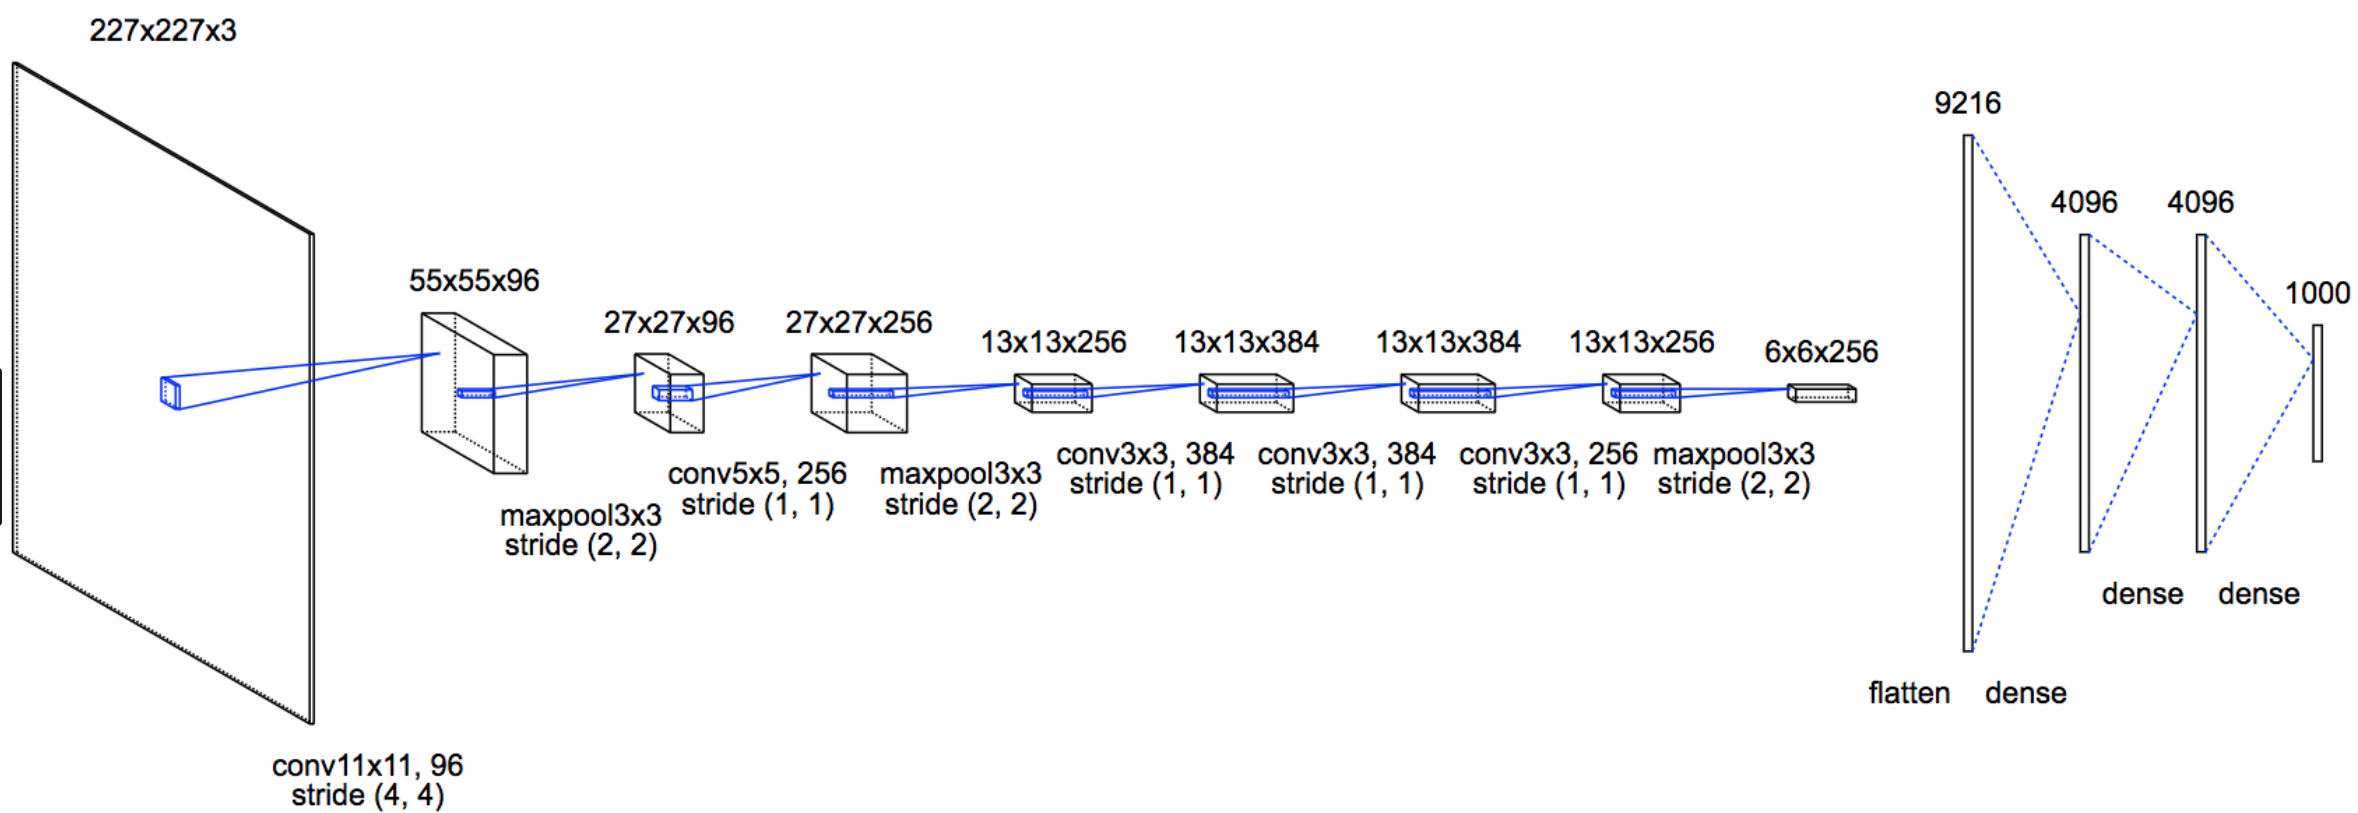 227x227x3
55x55x96
27x27x96
27x27x256
13x13x256
13x13x384
13x13x384
13x13x256
6x6x256
9216
4096
4096
1000
conv11x11, 96
stride (4, 4)
maxpool3x3
stride (2, 2)
conv5x5, 256
stride (1, 1)
maxpool3x3
stride (2, 2)
conv3x3, 384
stride (1, 1)
conv3x3, 384
stride (1, 1)
conv3x3, 256
stride (1, 1)
maxpool3x3
stride (2, 2)
flatten
dense
dense
dense